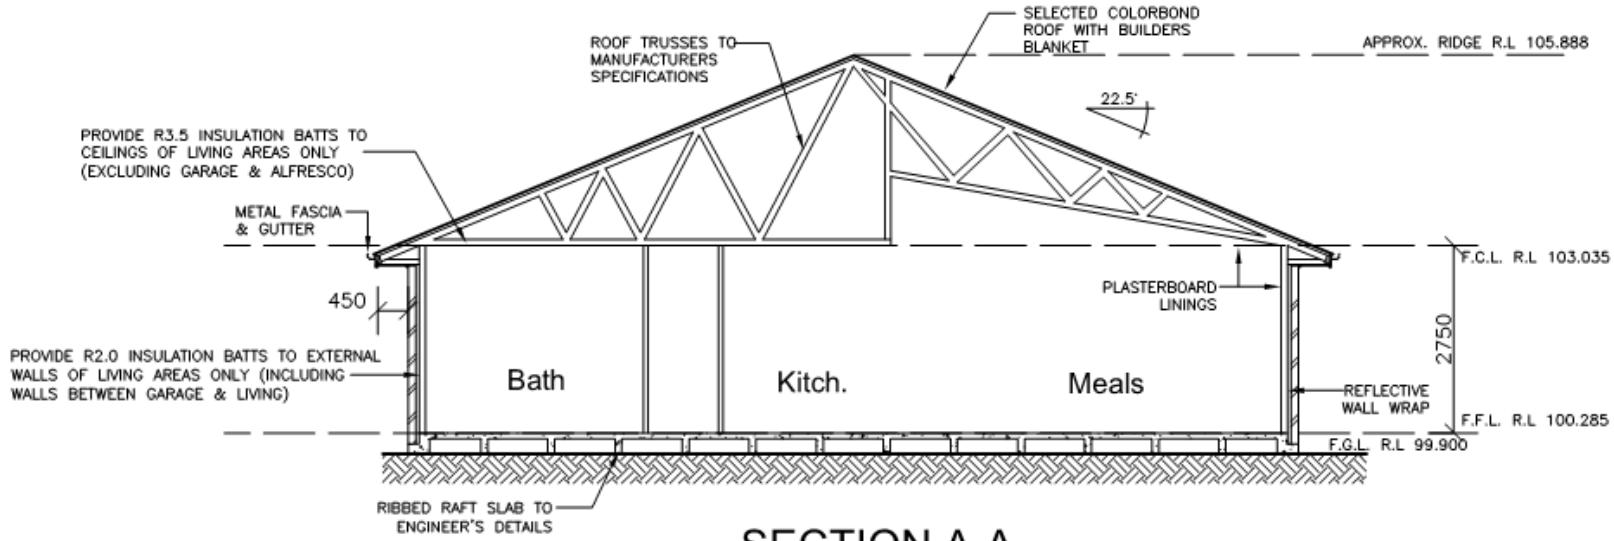 SELECTED COLORBOND
ROOF WITH BUILDERS
BLANKET
APPROX. RIDGE R.L 105.888
ROOF TRUSSES TO
MANUFACTURERS
SPECIFICATIONS
22.5°
PROVIDE R3.5 INSULATION BATTS TO
CEILINGS OF LIVING AREAS ONLY
(EXCLUDING GARAGE & ALFRESCO)
METAL FASCIA
& GUTTER
F.C.L. R.L 103.035
PLASTERBOARD
LININGS
450
2750
PROVIDE R2.0 INSULATION BATTS TO EXTERNAL
WALLS OF LIVING AREAS ONLY (INCLUDING
WALLS BETWEEN GARAGE & LIVING)
Bath
Kitch.
Meals
REFLECTIVE
WALL WRAP
F.F.L. R.L 100.285
F.G.L. R.L 99.900
RIBBED RAFT SLAB TO
ENGINEER'S DETAILS
SECTION A-A